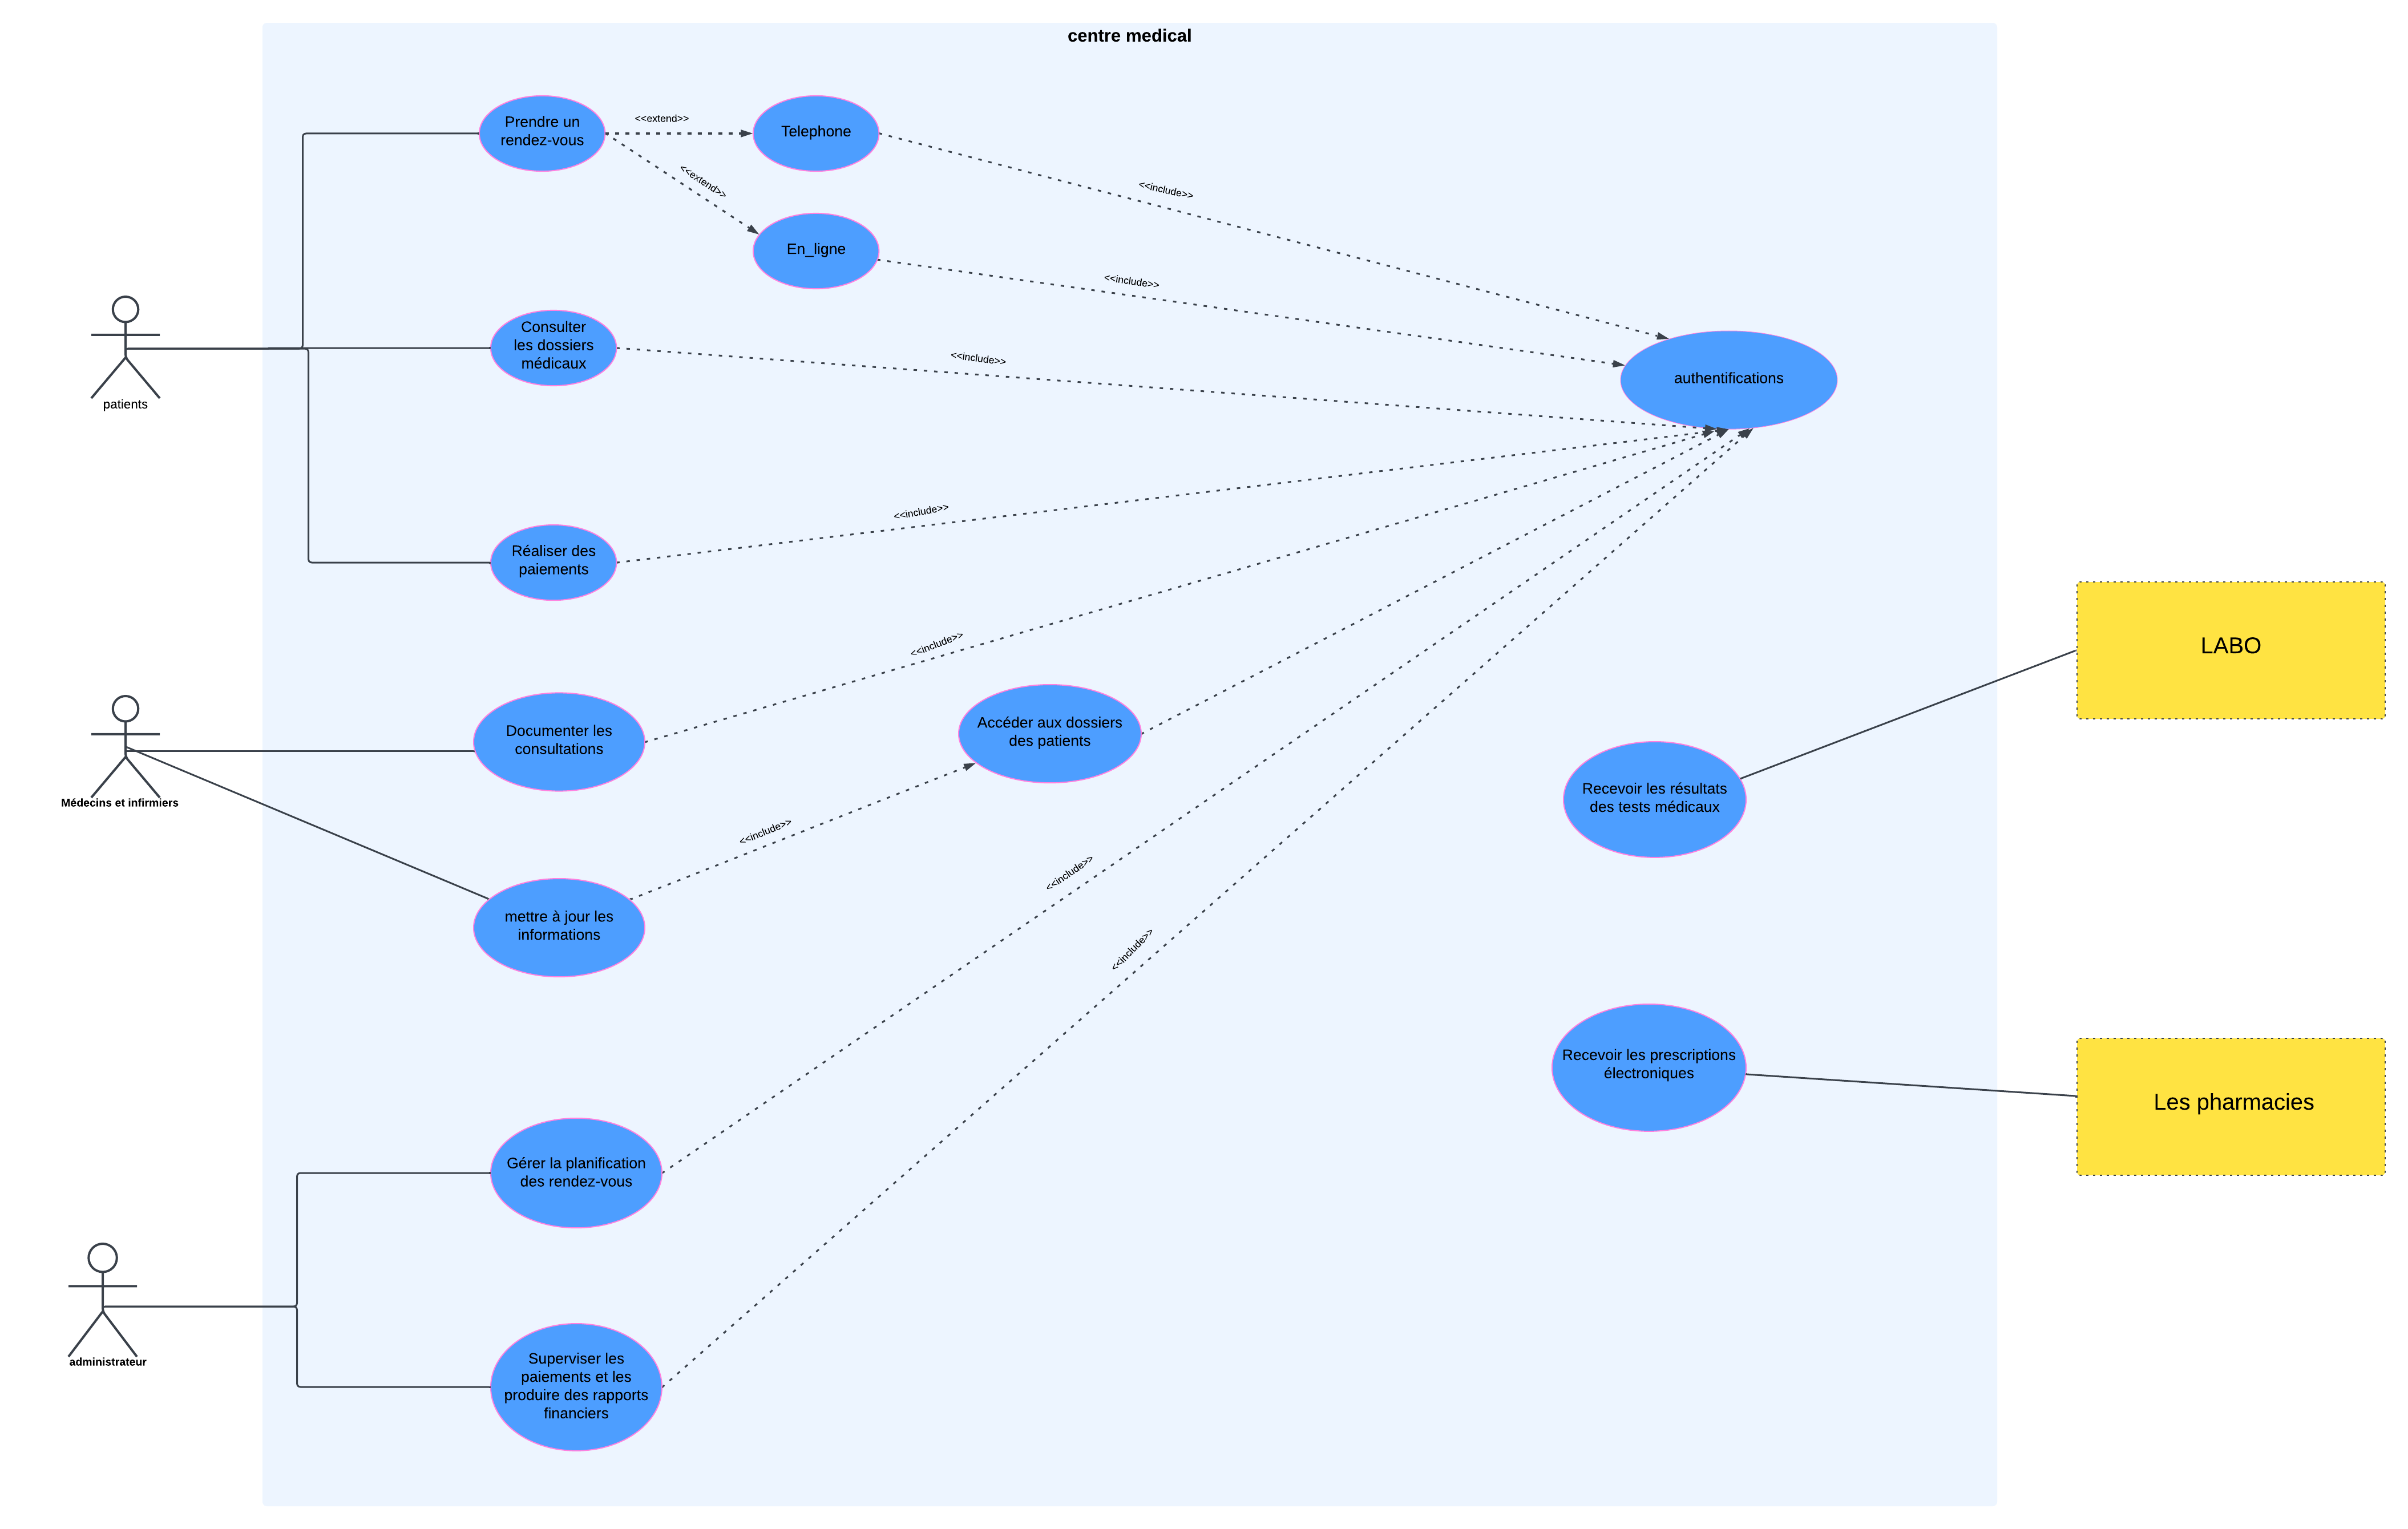 centre medical
Prendre un
rendez-vous
<<extend>>
Telephone
<<extend>>
<<include>>
En_ligne
<<include>>
Consulter
les dossiers
médicaux
<<include>>
authentifications
patients
Réaliser des
paiements
<<include>>
<<include>>
LABO
Documenter les
consultations
Accéder aux dossiers
des patients
Médecins et infirmiers
Recevoir les résultats
des tests médicaux
<<include>>
mettre à jour les
informations
<<include>>
<<include>>
Recevoir les prescriptions
électroniques
Les pharmacies
Gérer la planification
des rendez-vous
administrateur
Superviser les
paiements et les
produire des rapports
financiers